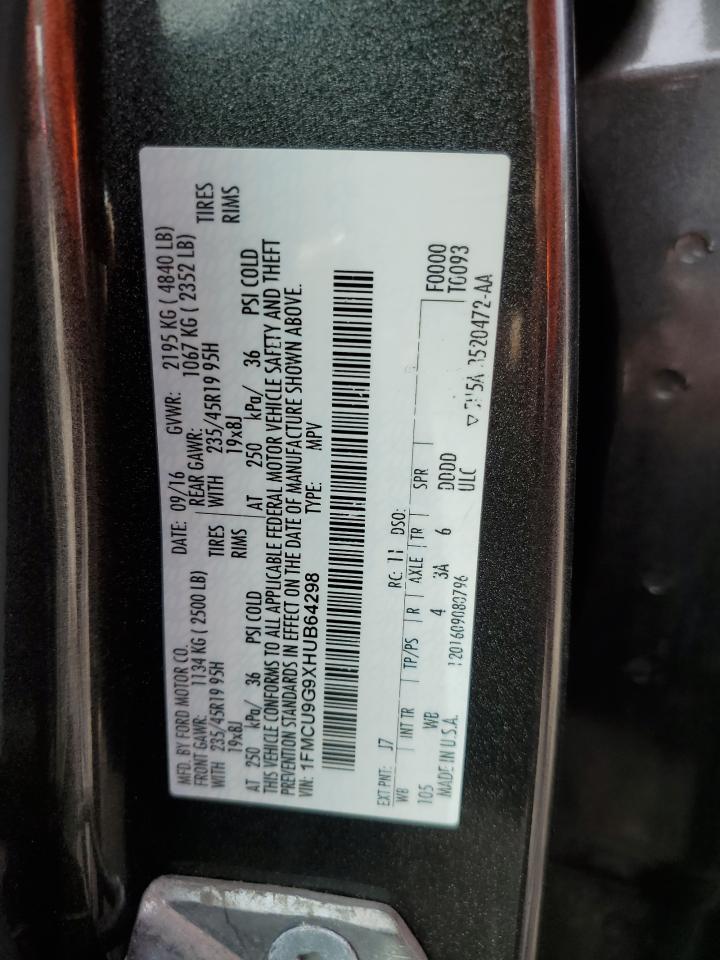 MFD. BY FORD MOTOR CO.
DATE: 09/16 GVWR: 2195 KG ( 4840 LB)
FRONT GAWR: 1134 KG ( 2500 LB) REAR GAWR: 1067 KG ( 2352 LB)
WITH 235/45R19 95H TIRES WITH 235/45R19 95H TIRES
19x8J RIMS 19x8J RIMS
AT 250 kPa/ 36 PSI COLD AT 250 kPa/ 36 PSI COLD
THIS VEHICLE CONFORMS TO ALL APPLICABLE FEDERAL MOTOR VEHICLE SAFETY AND THEFT
PREVENTION STANDARDS IN EFFECT ON THE DATE OF MANUFACTURE SHOWN ABOVE.
VIN: 1FMCU9G9XHUB64298 TYPE: MPV
EXT PNT: J7 RC: 11 DSO: F0000
WB INT TR TP/PS R AXLE TR SPR TG093
105 WB 4 3A 6 DODD
MADE IN U.S.A. 1201609080796 ULC